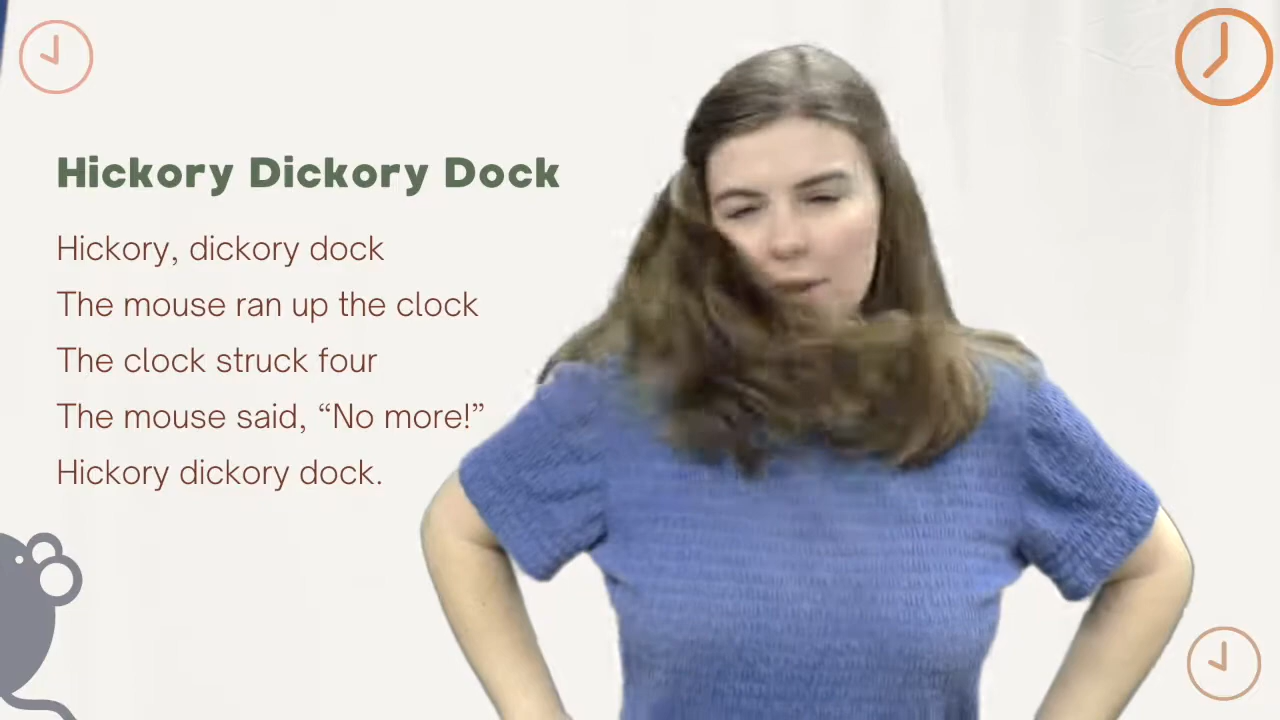 Hickory Dickory Dock
Hickory, dickory dock
The mouse ran up the clock
The clock struck four
The mouse said, “No more!”
Hickory dickory dock.